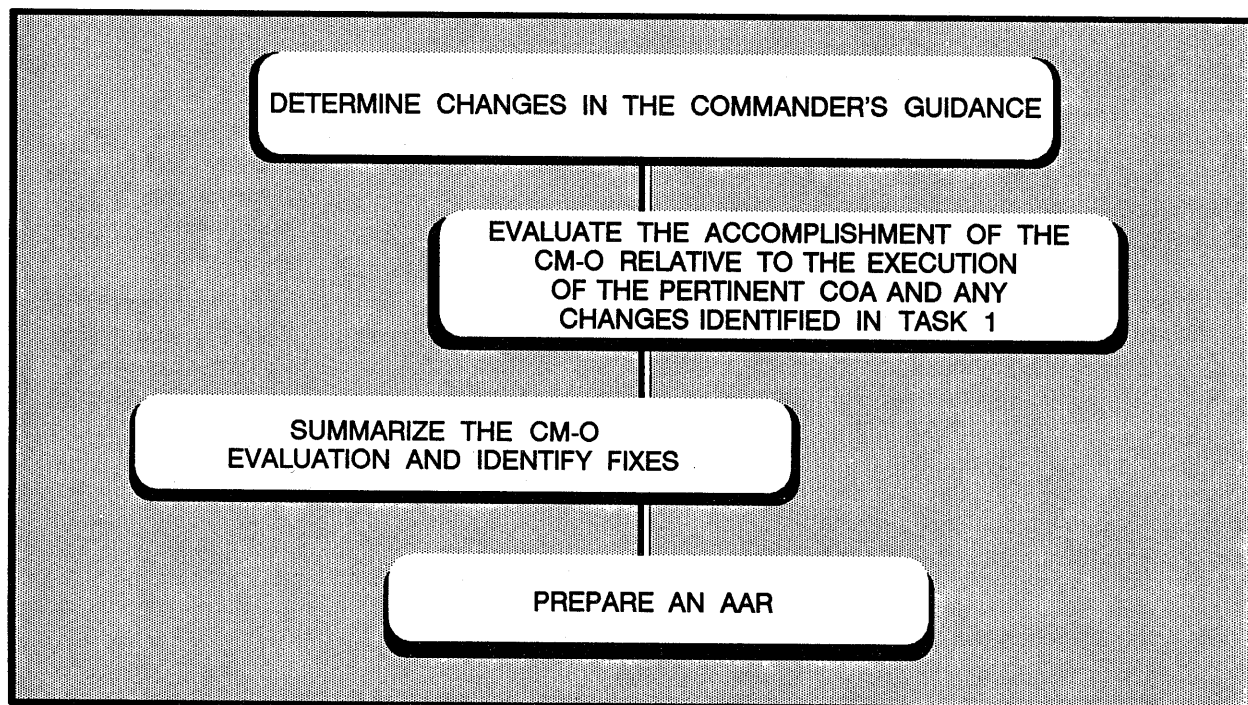 DETERMINE CHANGES IN THE COMMANDER'S GUIDANCE
EVALUATE THE ACCOMPLISHMENT OF THE
CM-O RELATIVE TO THE EXECUTION
OF THE PERTINENT COA AND ANY
CHANGES IDENTIFIED IN TASK 1
SUMMARIZE THE CM-O
EVALUATION AND IDENTIFY FIXES
PREPARE AN AAR